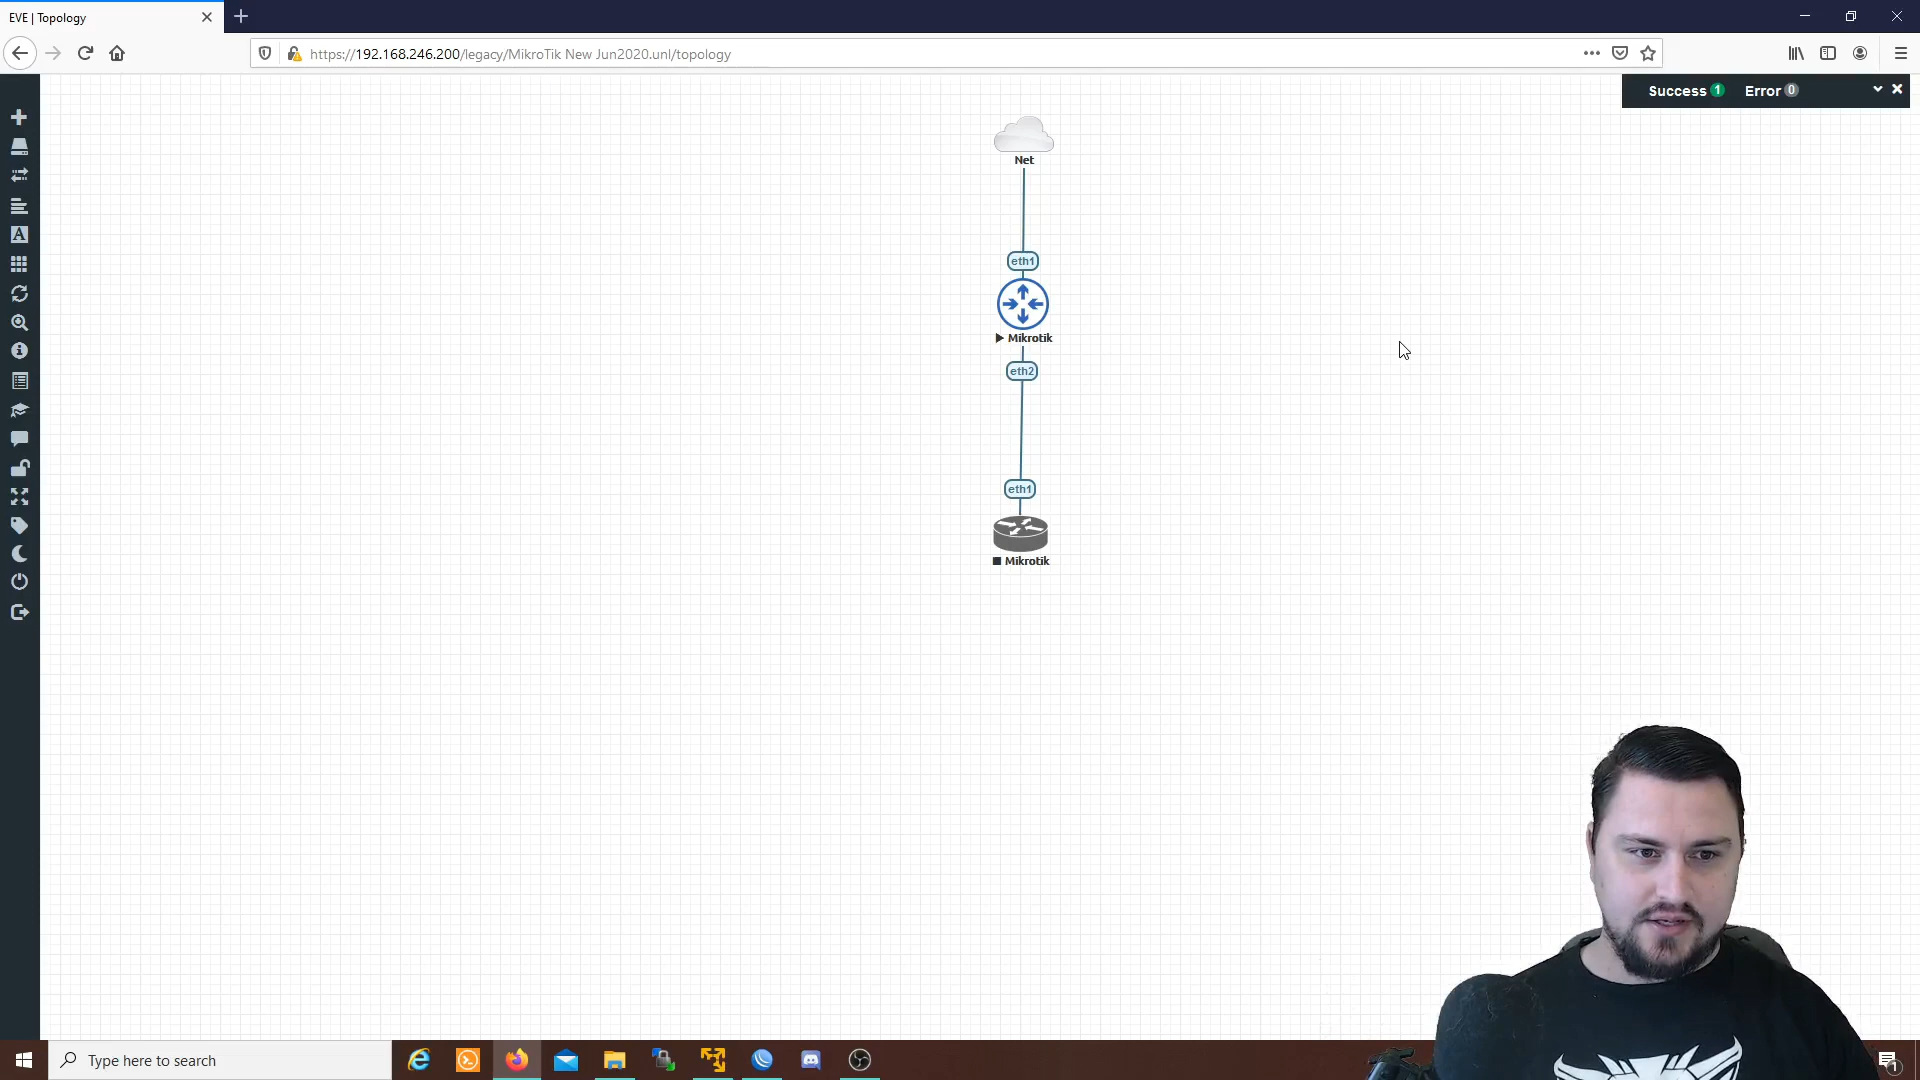 EVE | Topology
https://192.168.246.200/legacy/MikroTik New Jun2020.unl/topology
Success 1 Error 0
Net
eth1
Mikrotik
eth2
eth1
Mikrotik
A
Type here to search
1